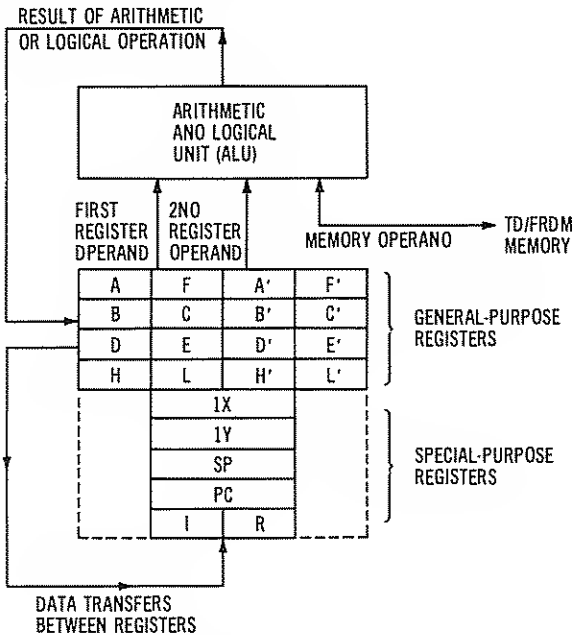 RESULT OF ARITHMETIC
OR LOGICAL OPERATION
ARITHMETIC
ANO LOGICAL
UNIT (ALU)
FIRST
REGISTER
DPERAND
2NO
REGISTER
OPERAND
MEMORY OPERANO
TD/FRDM
MEMORY
A F A' F'
B C B' C'
D E D' E'
H L H' L'
GENERAL-PURPOSE
REGISTERS
1X
1Y
SP
PC
I R
SPECIAL-PURPOSE
REGISTERS
DATA TRANSFERS
BETWEEN REGISTERS